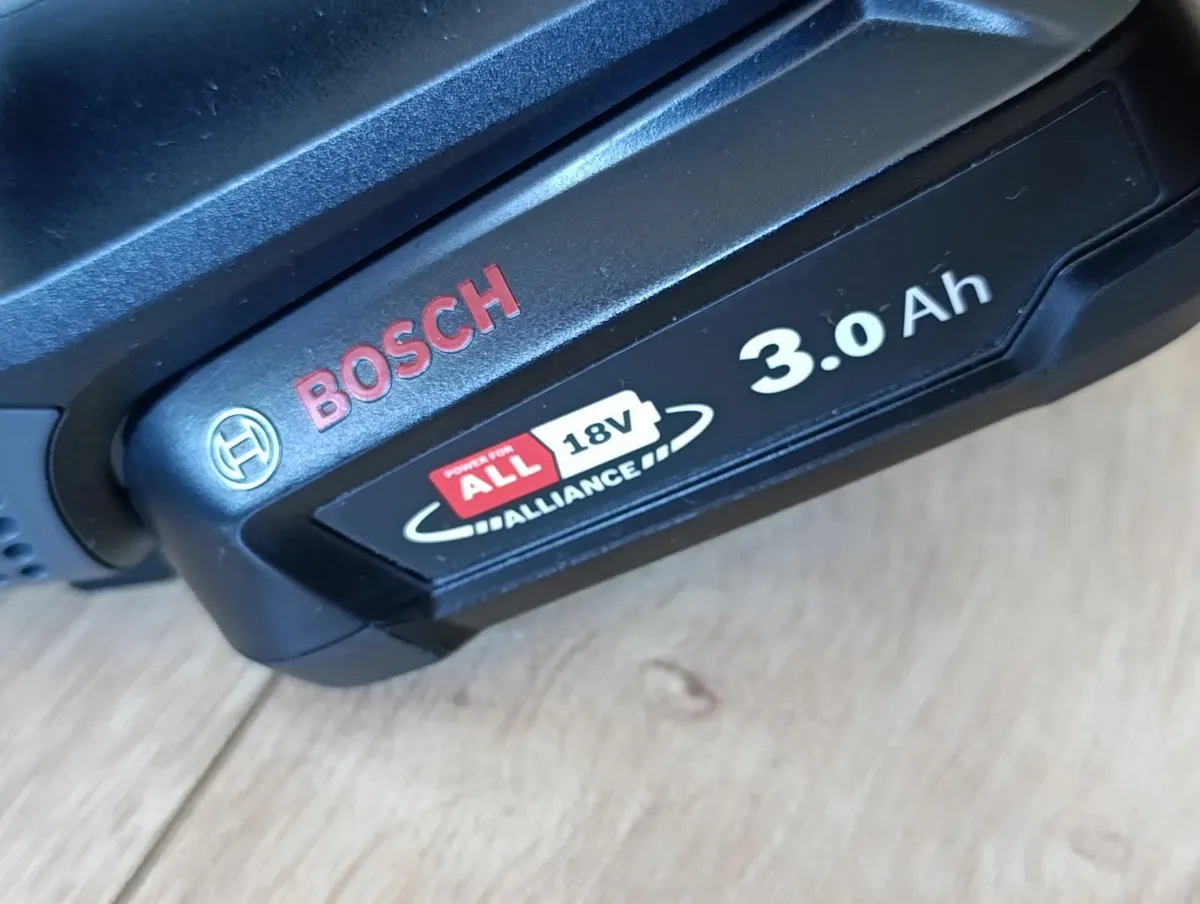 BOSCH
POWER FOR
ALL 18V
ALLIANCE
3.0 Ah